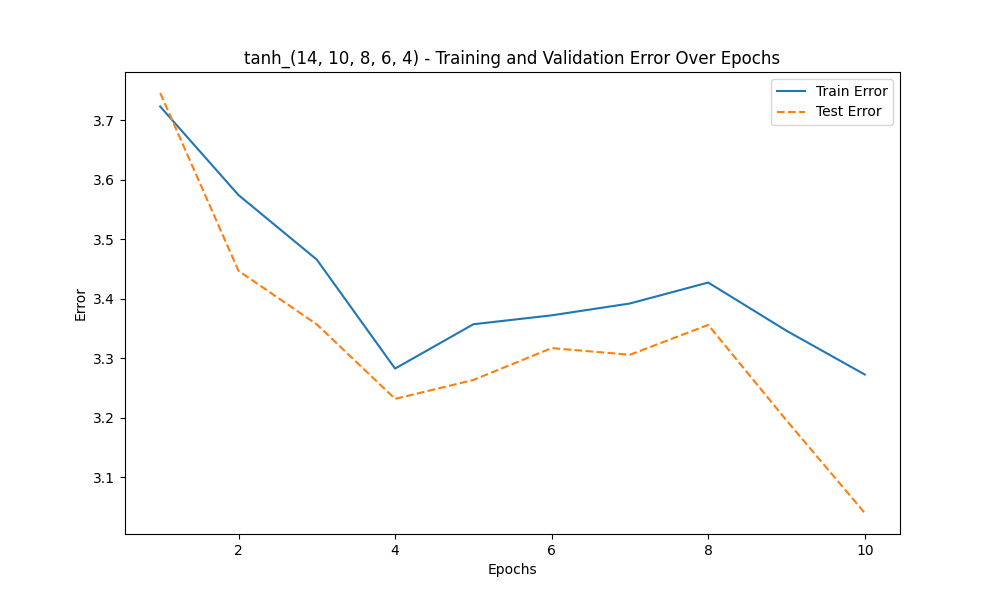 tanh_(14, 10, 8, 6, 4) - Training and Validation Error Over Epochs
Train Error
Test Error
3.7
3.6
3.5
3.4
3.3
3.2
3.1
Error
2
4
6
8
10
Epochs